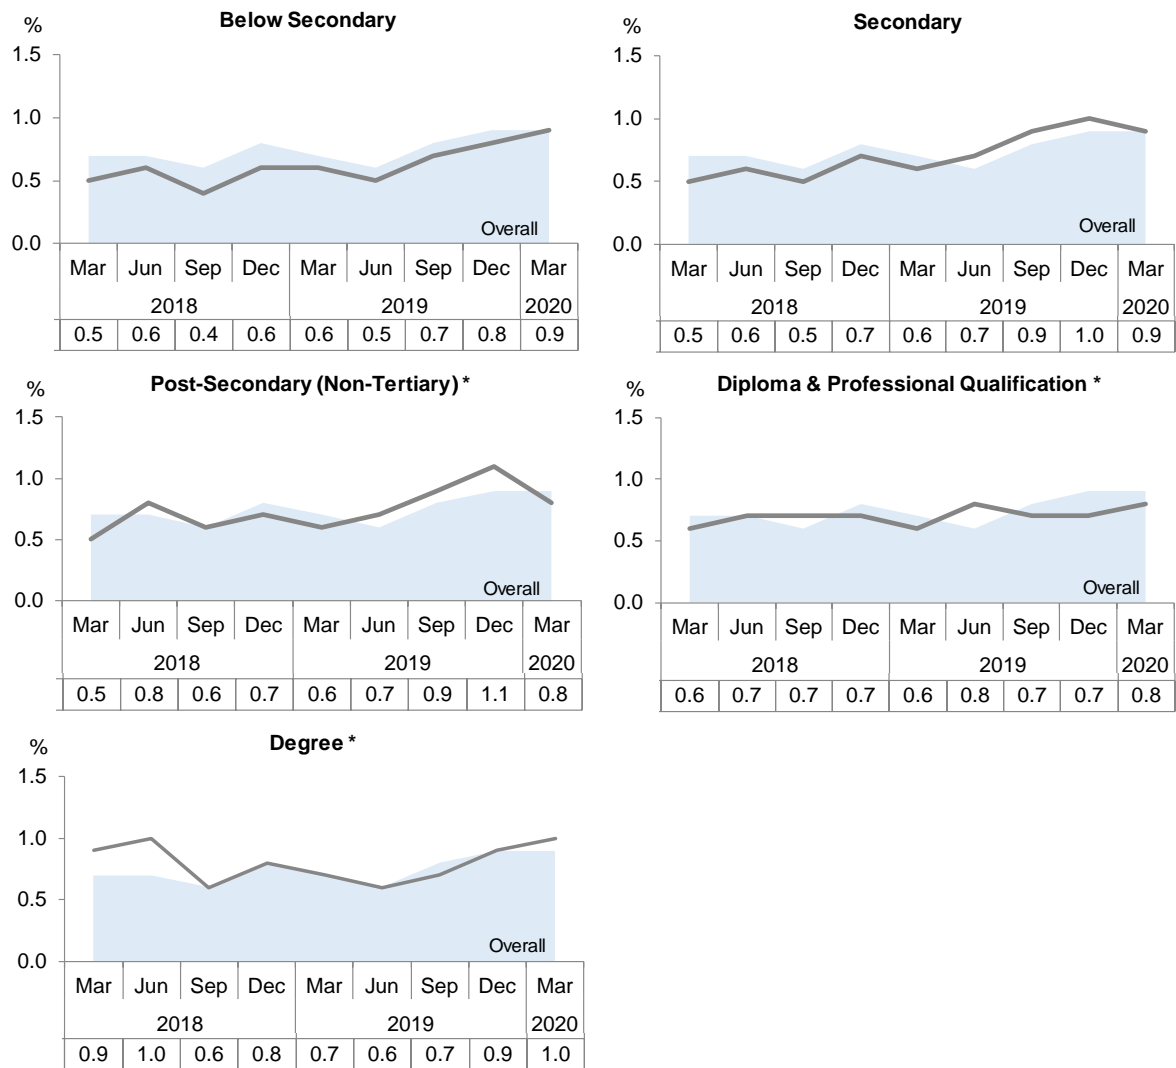 Below Secondary
%
1.5
1.0
0.5
0.0
Overall
Mar Jun Sep Dec Mar Jun Sep Dec Mar
2018 2019 2020
0.5 0.6 0.4 0.6 0.6 0.5 0.7 0.8 0.9
Secondary
%
1.5
1.0
0.5
0.0
Overall
Mar Jun Sep Dec Mar Jun Sep Dec Mar
2018 2019 2020
0.5 0.6 0.5 0.7 0.6 0.7 0.9 1.0 0.9
Post-Secondary (Non-Tertiary) *
%
1.5
1.0
0.5
0.0
Overall
Mar Jun Sep Dec Mar Jun Sep Dec Mar
2018 2019 2020
0.5 0.8 0.6 0.7 0.6 0.7 0.9 1.1 0.8
Diploma & Professional Qualification *
%
1.5
1.0
0.5
0.0
Overall
Mar Jun Sep Dec Mar Jun Sep Dec Mar
2018 2019 2020
0.6 0.7 0.7 0.7 0.6 0.8 0.7 0.7 0.8
Degree *
%
1.5
1.0
0.5
0.0
Overall
Mar Jun Sep Dec Mar Jun Sep Dec Mar
2018 2019 2020
0.9 1.0 0.6 0.8 0.7 0.6 0.7 0.9 1.0